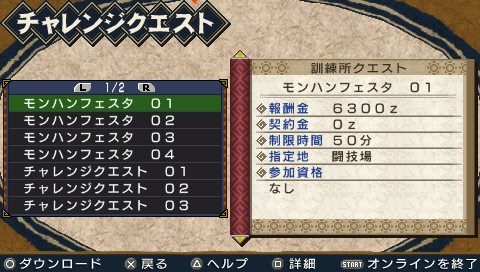 チャレンジクエスト
L 1/2 R
モンハンフェスタ 01
モンハンフェスタ 02
モンハンフェスタ 03
モンハンフェスタ 04
チャレンジクエスト 01
チャレンジクエスト 02
チャレンジクエスト 03
訓練所クエスト
モンハンフェスタ 01
報酬金 6300z
契約金 0z
制限時間 50分
指定地 闘技場
参加資格
なし
ダウンロード 戻る ヘルプ 詳細 START オンラインを終了